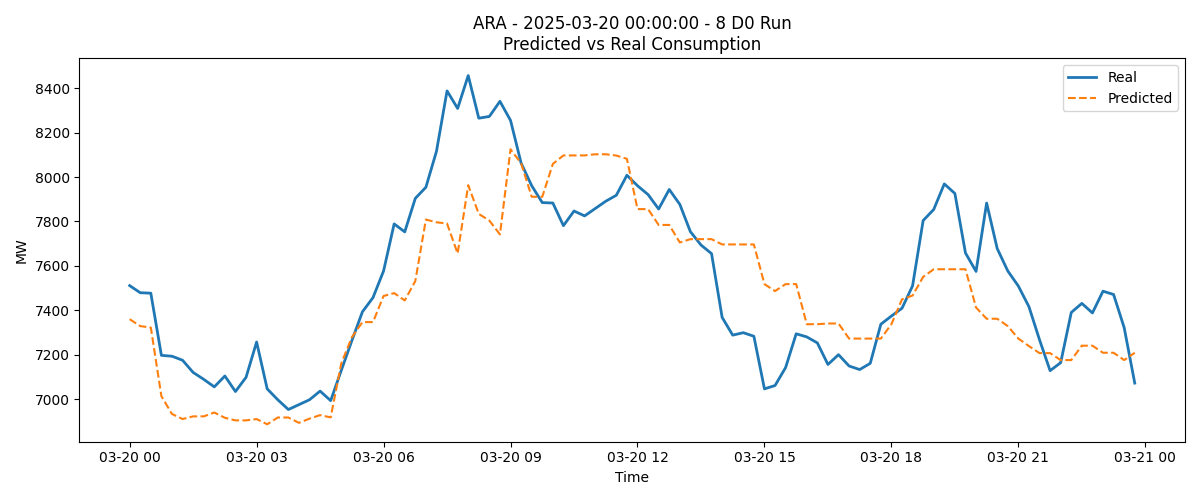 ARA - 2025-03-20 00:00:00 - 8 D0 Run
Predicted vs Real Consumption
Real
Predicted
8400
8200
8000
7800
7600
7400
7200
7000
MW
03-20 00
03-20 03
03-20 06
03-20 09
03-20 12
03-20 15
03-20 18
03-20 21
03-21 00
Time